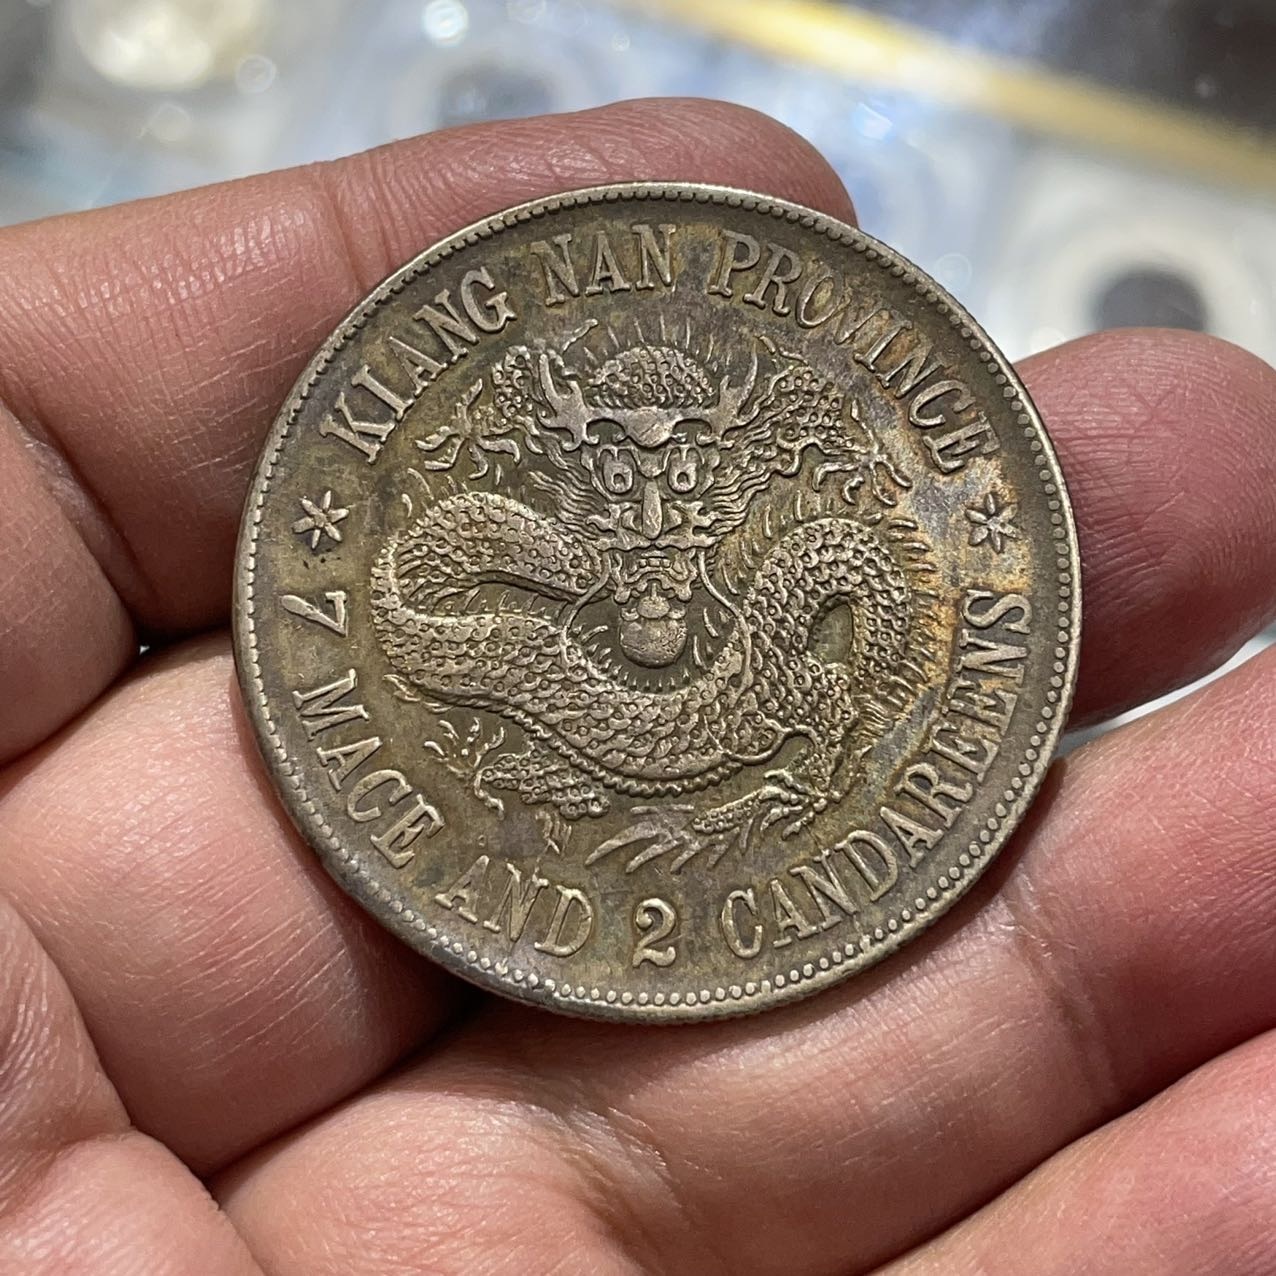 KIANG NAN PROVINCE
7 MACE AND 2 CANDAREENS